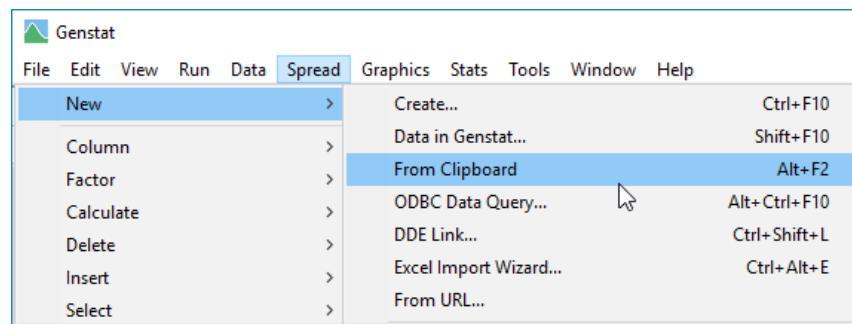 Genstat
File Edit View Run Data Spread Graphics Stats Tools Window Help
New > Create... Ctrl+F10
Data in Genstat... Shift+F10
Column >
From Clipboard Alt+F2
Factor >
ODBC Data Query... Alt+Ctrl+F10
Calculate >
DDE Link... Ctrl+Shift+L
Delete >
Excel Import Wizard... Ctrl+Alt+E
Insert >
From URL...
Select >